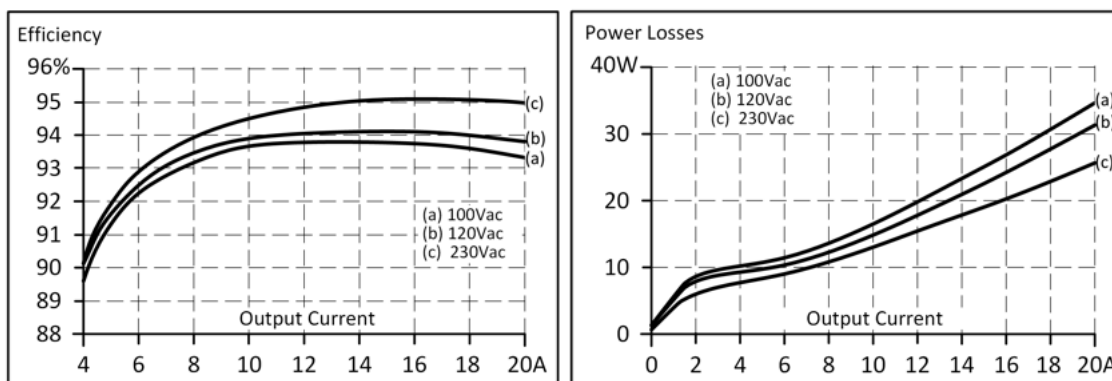 Efficiency
96%
95
94
93
92
91
90
89
88
(c)
(b)
(a)
(a) 100Vac
(b) 120Vac
(c) 230Vac
Output Current
4 6 8 10 12 14 16 18 20A
Power Losses
40W
30
20
10
0
(a) 100Vac
(b) 120Vac
(c) 230Vac
(a)
(b)
(c)
Output Current
0 2 4 6 8 10 12 14 16 18 20A